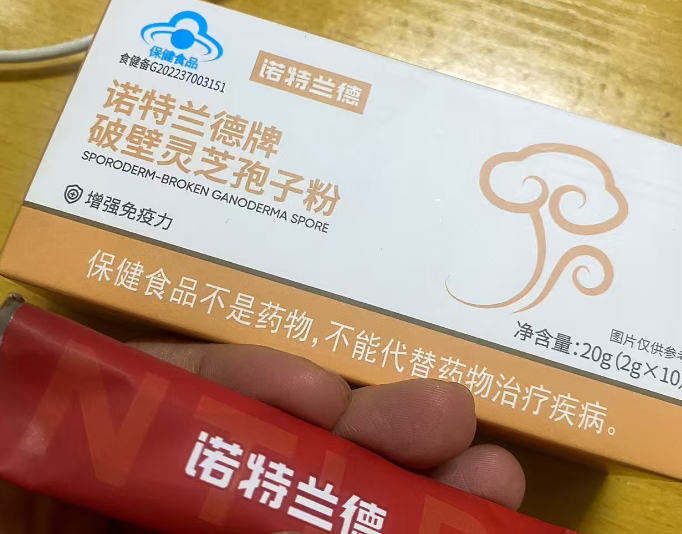 保健食品
食健备G202237003151
诺特兰德
诺特兰德牌
破壁灵芝孢子粉
SPORODERM-BROKEN GANODERMA SPORE
增强免疫力
保健食品不是药物,不能代替药物治疗疾病。
净含量:20g(2g×10
图片仅供参考
诺特兰德
NTL